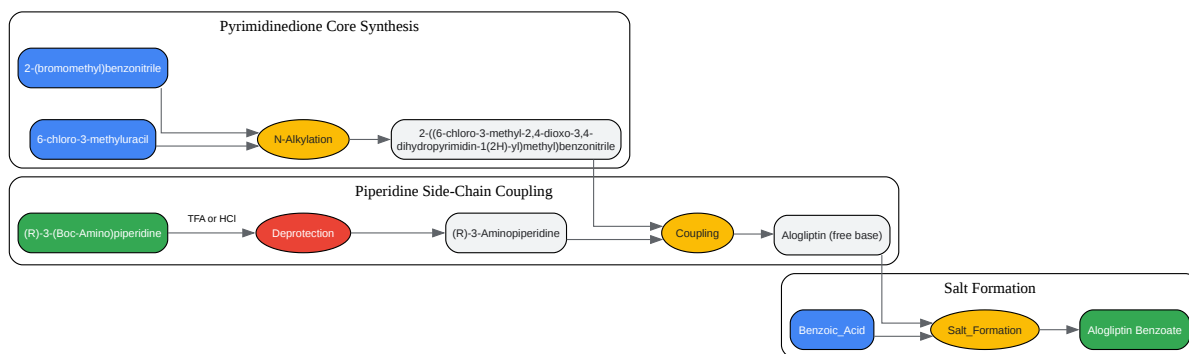 Pyrimidinedione Core Synthesis
2-(bromomethyl)benzonitrile
6-chloro-3-methyluracil
N-Alkylation
2-((6-chloro-3-methyl-2,4-dioxo-3,4-
dihydropyrimidin-1(2H)-yl)methyl)benzonitrile
Piperidine Side-Chain Coupling
(R)-3-(Boc-Amino)piperidine
TFA or HCl
Deprotection
(R)-3-Aminopiperidine
Coupling
Alogliptin (free base)
Salt Formation
Benzoic_Acid
Salt_Formation
Alogliptin Benzoate